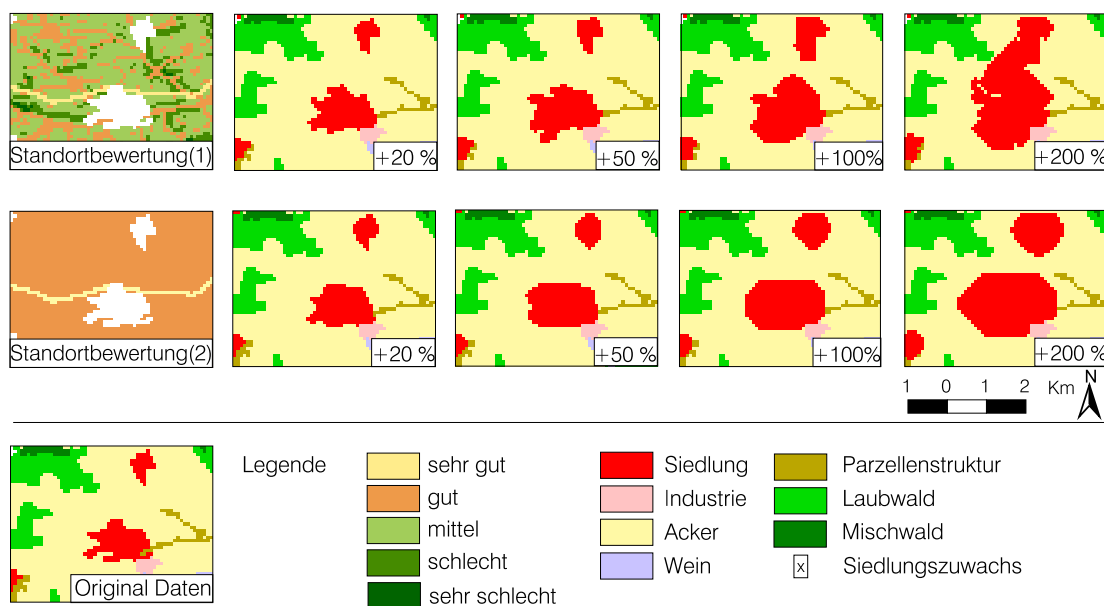 Standortbewertung(1)
+20 %
+50 %
+100%
+200 %
Standortbewertung(2)
+20 %
+50 %
+100%
+200 %
1 0 1 2 Km
N
Original Daten
Legende
sehr gut
gut
mittel
schlecht
sehr schlecht
Siedlung
Industrie
Acker
Wein
Parzellenstruktur
Laubwald
Mischwald
x Siedlungszuwachs